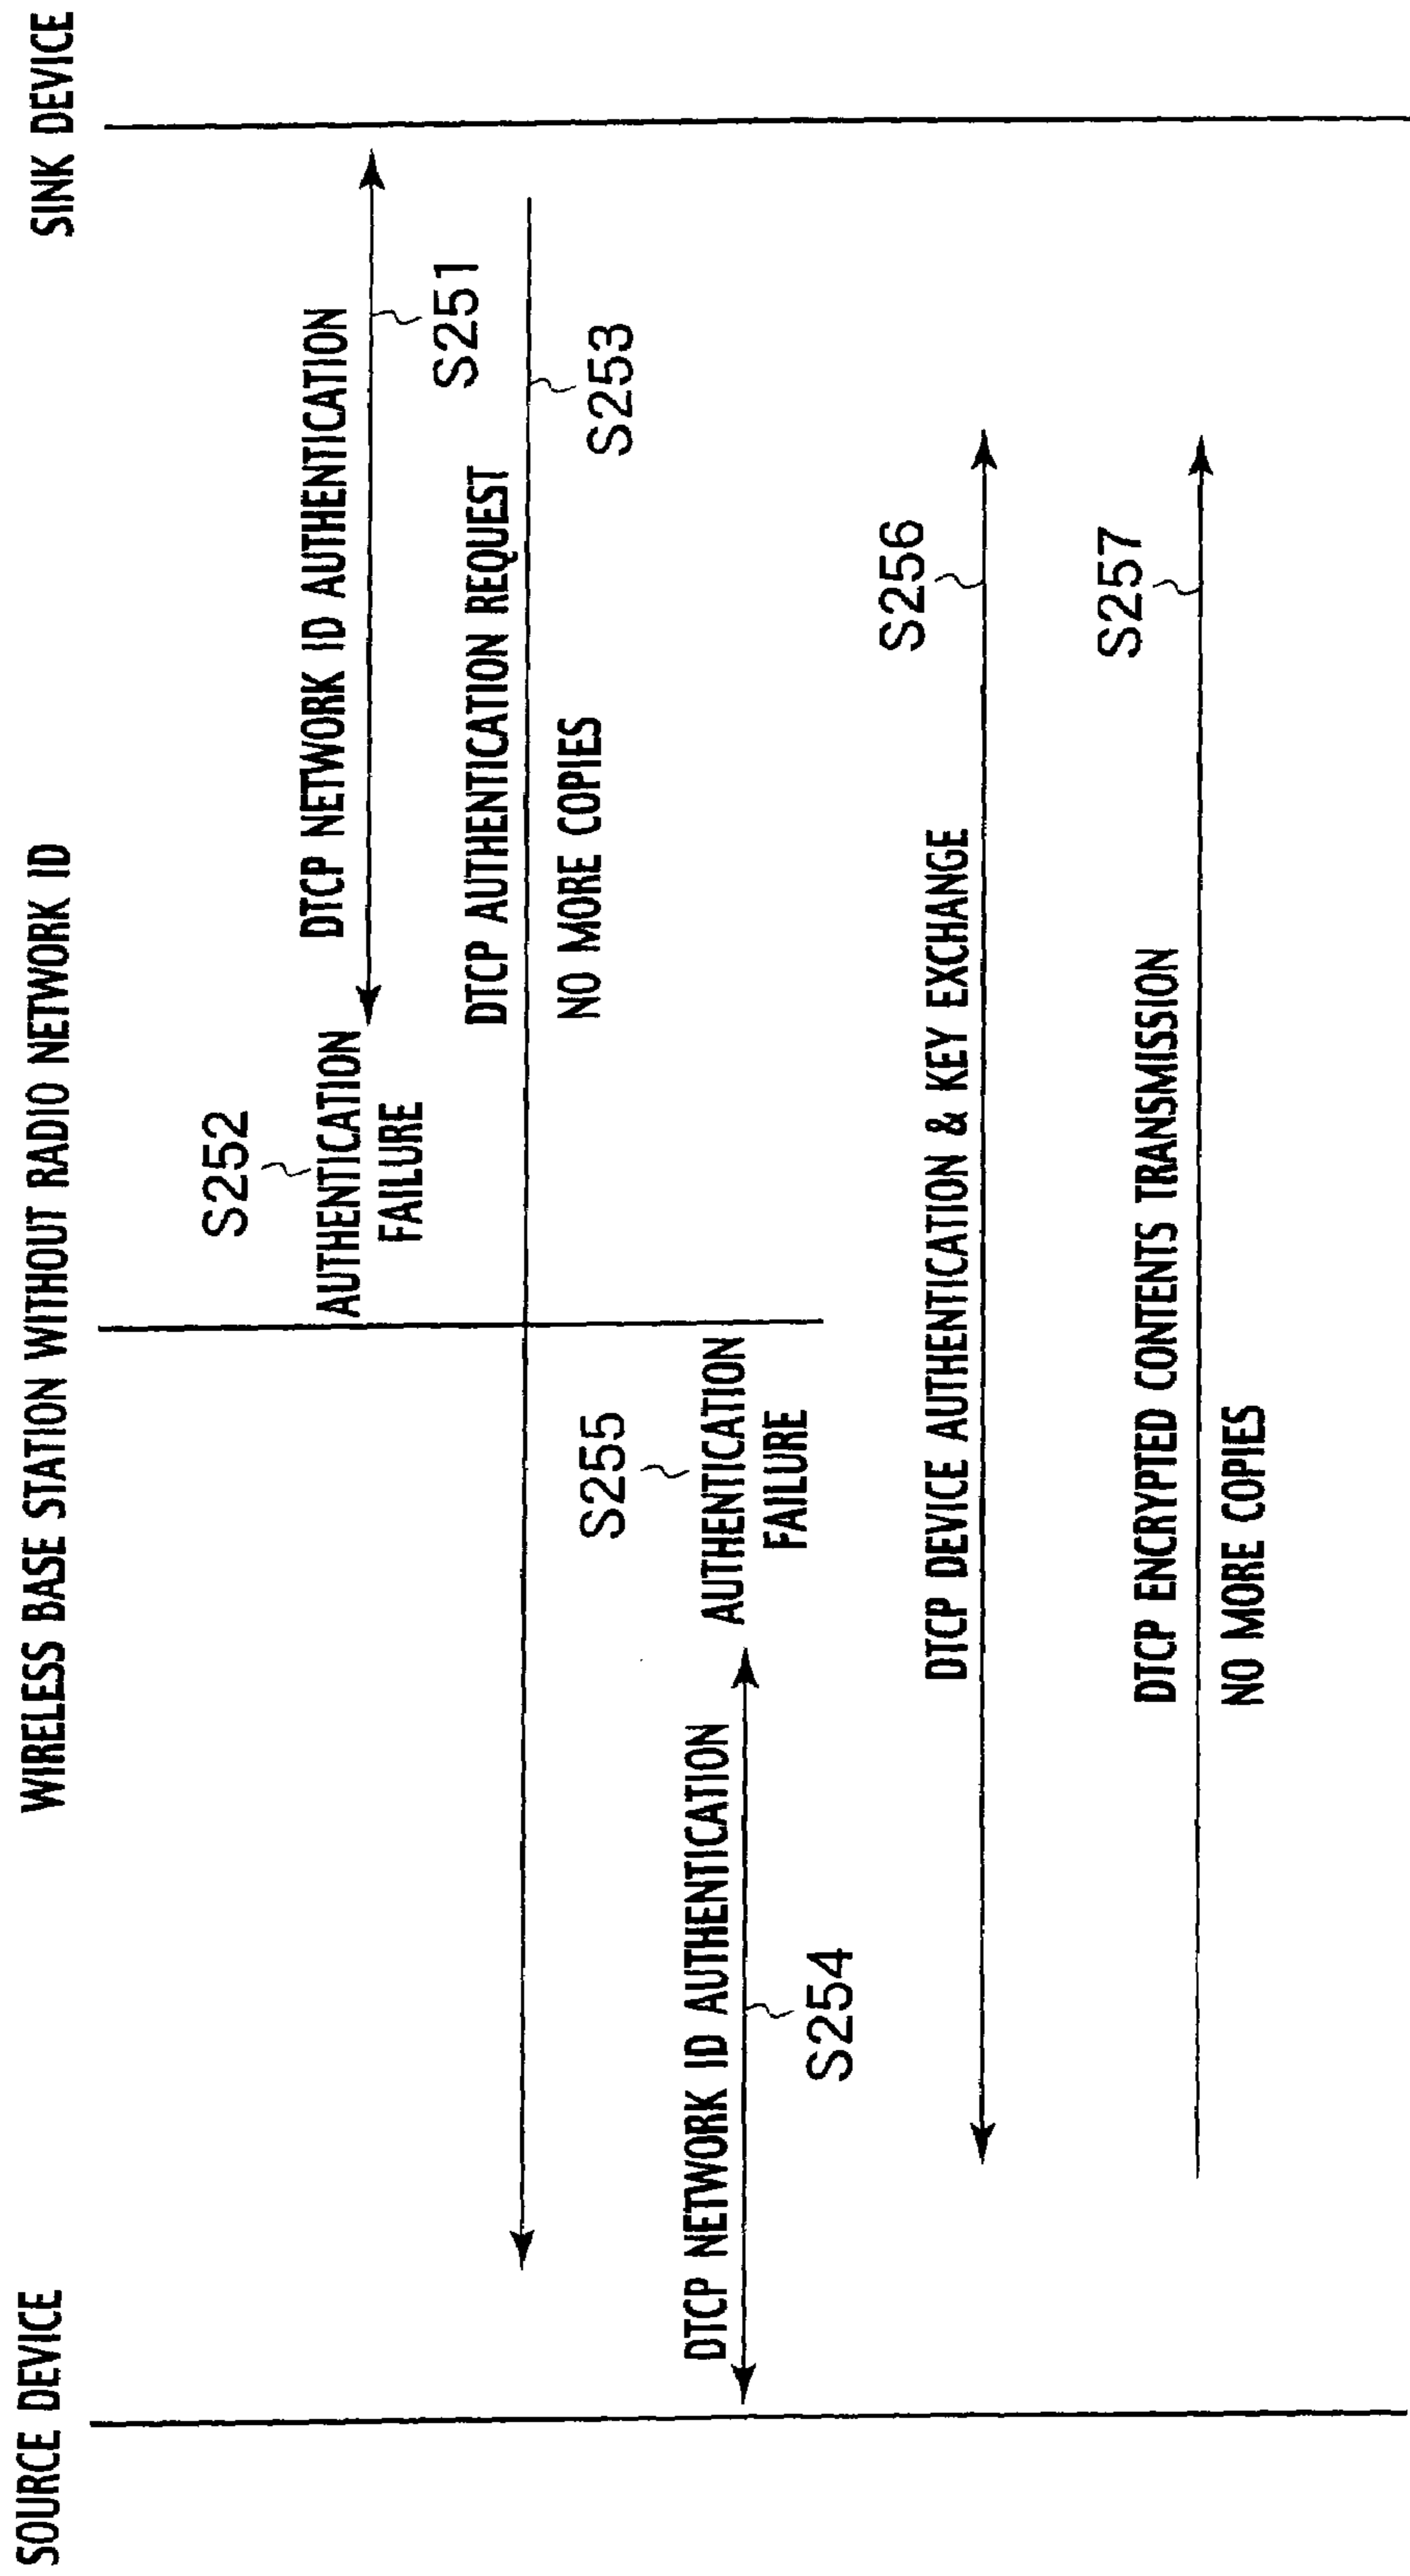 SOURCE DEVICE
WIRELESS BASE STATION WITHOUT RADIO NETWORK ID
SINK DEVICE
S252
AUTHENTICATION
FAILURE
DTCP NETWORK ID AUTHENTICATION
S251
DTCP AUTHENTICATION REQUEST
NO MORE COPIES
S253
DTCP NETWORK ID AUTHENTICATION
S254
S255
AUTHENTICATION
FAILURE
DTCP DEVICE AUTHENTICATION & KEY EXCHANGE
S256
DTCP ENCRYPTED CONTENTS TRANSMISSION
NO MORE COPIES
S257